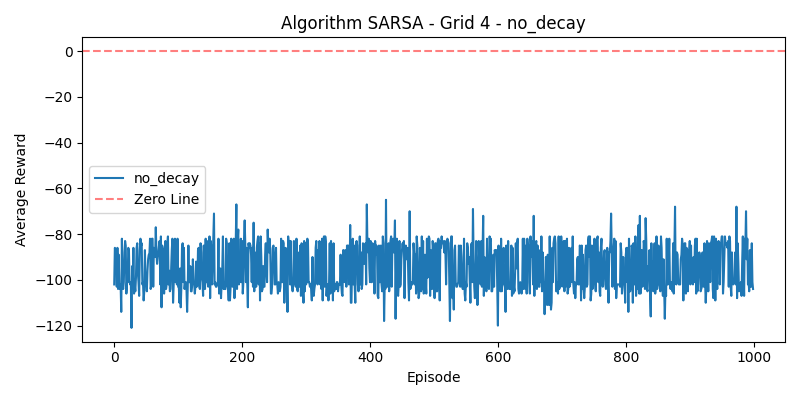 Algorithm SARSA - Grid 4 - no_decay
Average Reward
0
−20
−40
−60
−80
−100
−120
no_decay
Zero Line
0
200
400
600
800
1000
Episode